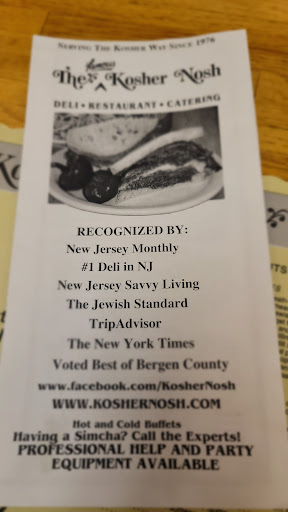 SERVING THE KOSHER WAY SINCE 1976
famous
The Kosher Nosh
DELI • RESTAURANT • CATERING
RECOGNIZED BY:
New Jersey Monthly
#1 Deli in NJ
New Jersey Savvy Living
The Jewish Standard
TripAdvisor
The New York Times
Voted Best of Bergen County
www.facebook.com/KosherNosh
WWW.KOSHERNOSH.COM
Hot and Cold Buffets
Having a Simcha? Call the Experts!
PROFESSIONAL HELP AND PARTY
EQUIPMENT AVAILABLE